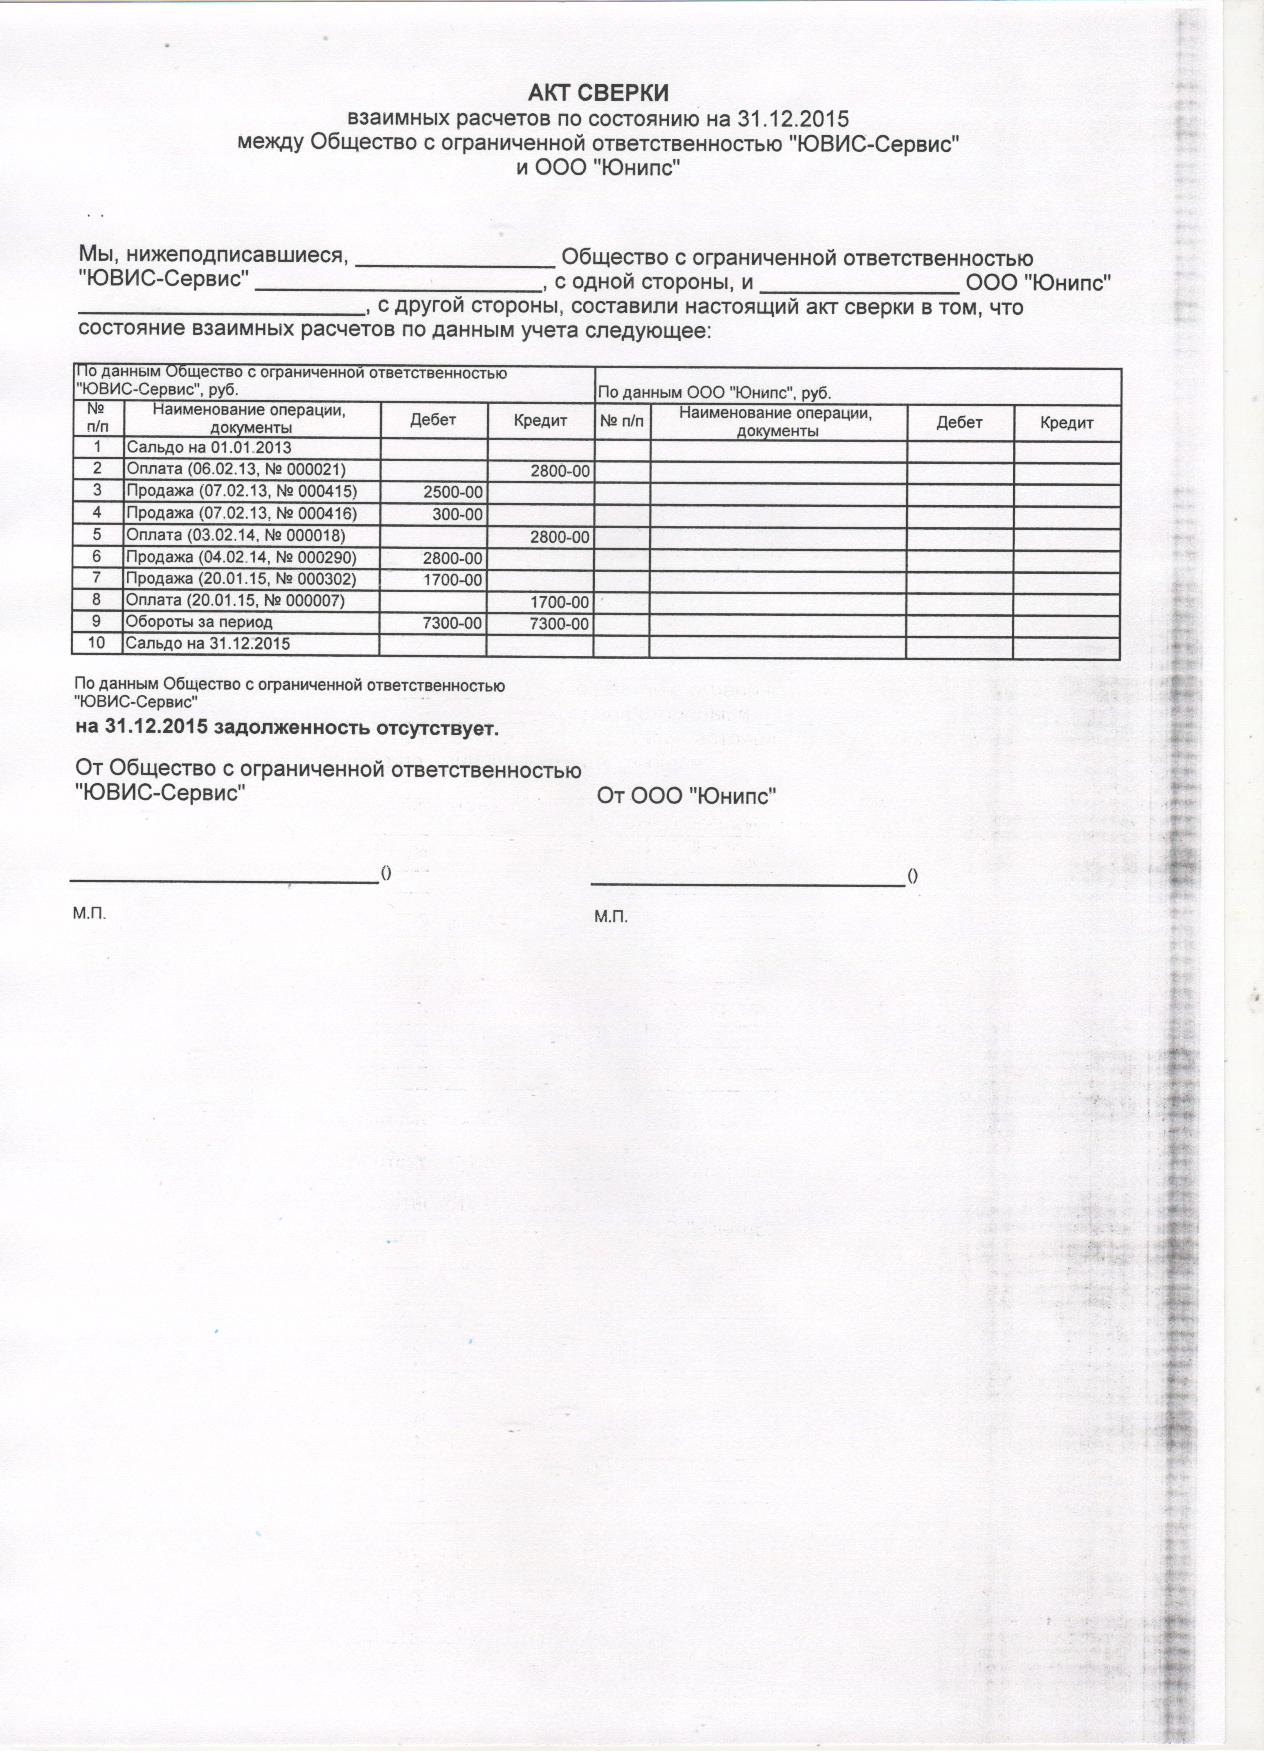 АКТ СВЕРКИ
взаимных расчетов по состоянию на 31.12.2015
между Общество с ограниченной ответственностью "ЮВИС-Сервис"
и ООО "Юнипс"
Мы, нижеподписавшиеся, ________________ Общество с ограниченной ответственностью
"ЮВИС-Сервис" _______________________, с одной стороны, и ________________ ООО "Юнипс"
_______________________, с другой стороны, составили настоящий акт сверки в том, что
состояние взаимных расчетов по данным учета следующее:
По данным Общество с ограниченной ответственностью
"ЮВИС-Сервис", руб.
По данным ООО "Юнипс", руб.
№ п/п Наименование операции, документы Дебет Кредит № п/п Наименование операции, документы Дебет Кредит
1 Сальдо на 01.01.2013
2 Оплата (06.02.13, № 000021) 2800-00
3 Продажа (07.02.13, № 000415) 2500-00
4 Продажа (07.02.13, № 000416) 300-00
5 Оплата (03.02.14, № 000018) 2800-00
6 Продажа (04.02.14, № 000290) 2800-00
7 Продажа (20.01.15, № 000302) 1700-00
8 Оплата (20.01.15, № 000007) 1700-00
9 Обороты за период 7300-00 7300-00
10 Сальдо на 31.12.2015
По данным Общество с ограниченной ответственностью
"ЮВИС-Сервис"
на 31.12.2015 задолженность отсутствует.
От Общество с ограниченной ответственностью
"ЮВИС-Сервис" От ООО "Юнипс"
_________________________() _________________________()
М.П. М.П.